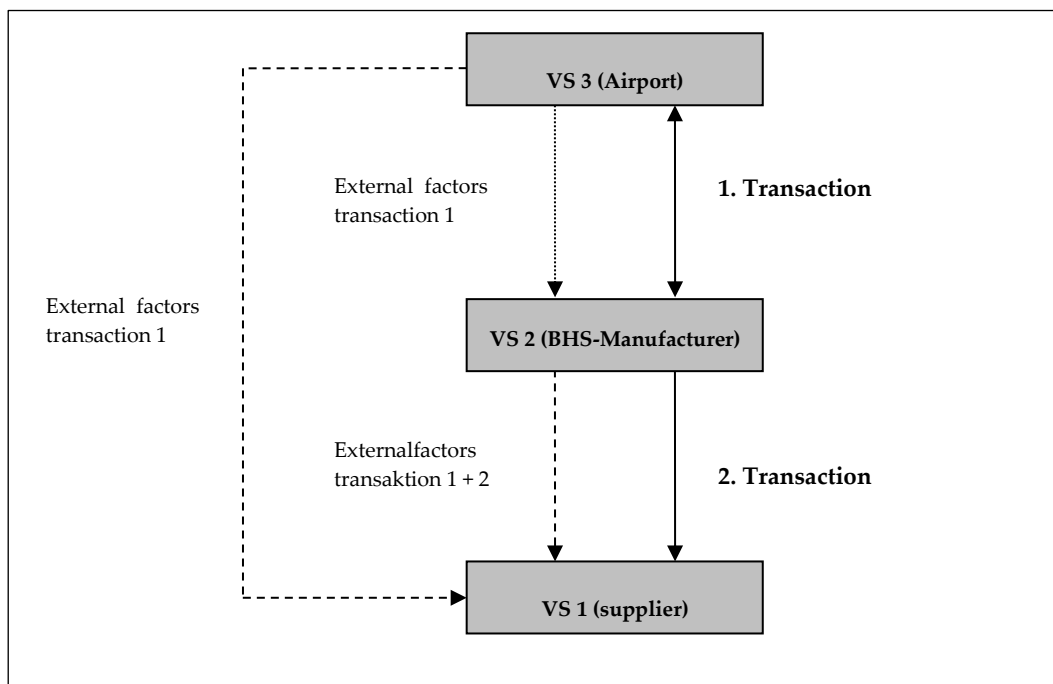 VS 3 (Airport)
External factors
transaction 1
1. Transaction
External factors
transaction 1
VS 2 (BHS-Manufacturer)
Externalfactors
transaktion 1 + 2
2. Transaction
VS 1 (supplier)